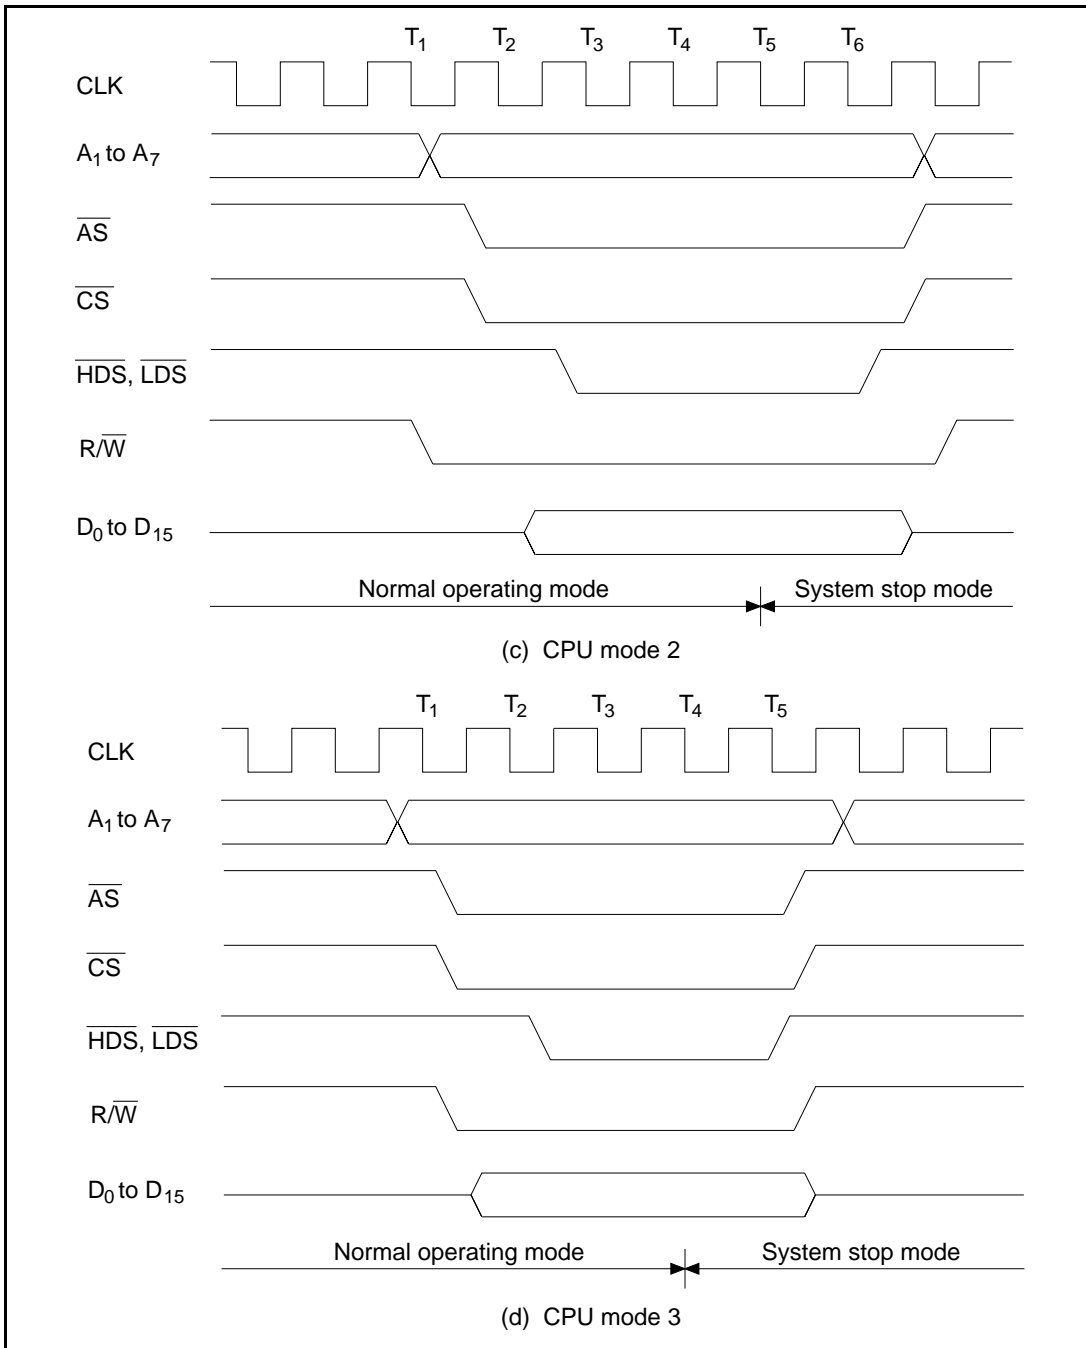 T1 T2 T3 T4 T5 T6
CLK
A1 to A7
AS
CS
HDS, LDS
R/W
D0 to D15
Normal operating mode System stop mode
(c) CPU mode 2
T1 T2 T3 T4 T5
CLK
A1 to A7
AS
CS
HDS, LDS
R/W
D0 to D15
Normal operating mode System stop mode
(d) CPU mode 3